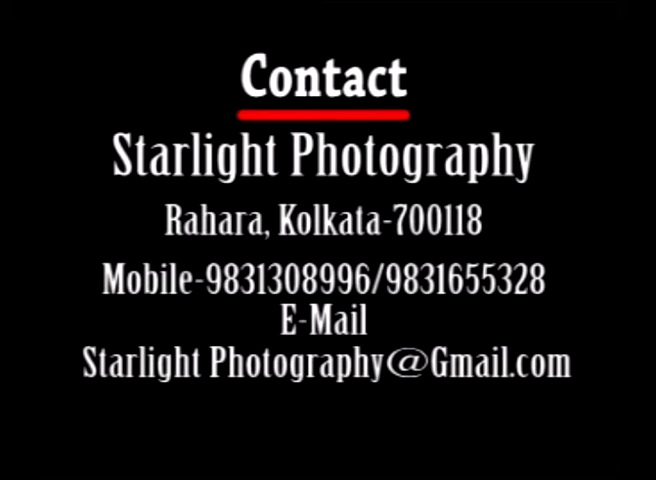 Contact
Starlight Photography
Rahara, Kolkata-700118
Mobile-9831308996/9831655328
E-Mail
Starlight Photography@Gmail.com